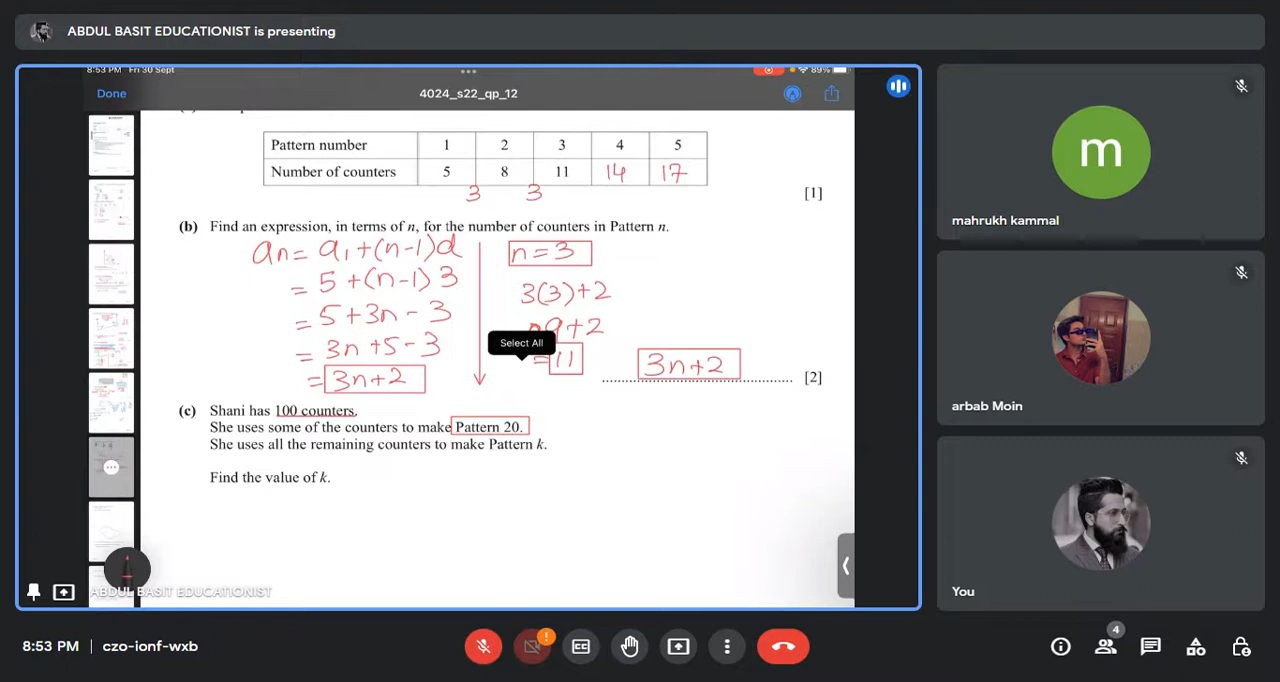 ABDUL BASIT EDUCATIONIST is presenting
8:53 PM Fri 30 Sept
89%
Done
4024_s22_qp_12
Pattern number 1 2 3 4 5
Number of counters 5 8 11 14 17
3 3
[1]
(b) Find an expression, in terms of n, for the number of counters in Pattern n.
an = a1 + (n-1)d
= 5 + (n-1) 3
= 5 + 3n - 3
= 3n + 5 - 3
= 3n+2
n = 3
3(3)+2
9+2
Select All
= 11
3n+2
[2]
(c) Shani has 100 counters.
She uses some of the counters to make Pattern 20.
She uses all the remaining counters to make Pattern k.
Find the value of k.
ABDUL BASIT EDUCATIONIST
m
mahrukh kammal
arbab Moin
You
8:53 PM | czo-ionf-wxb
CC
4